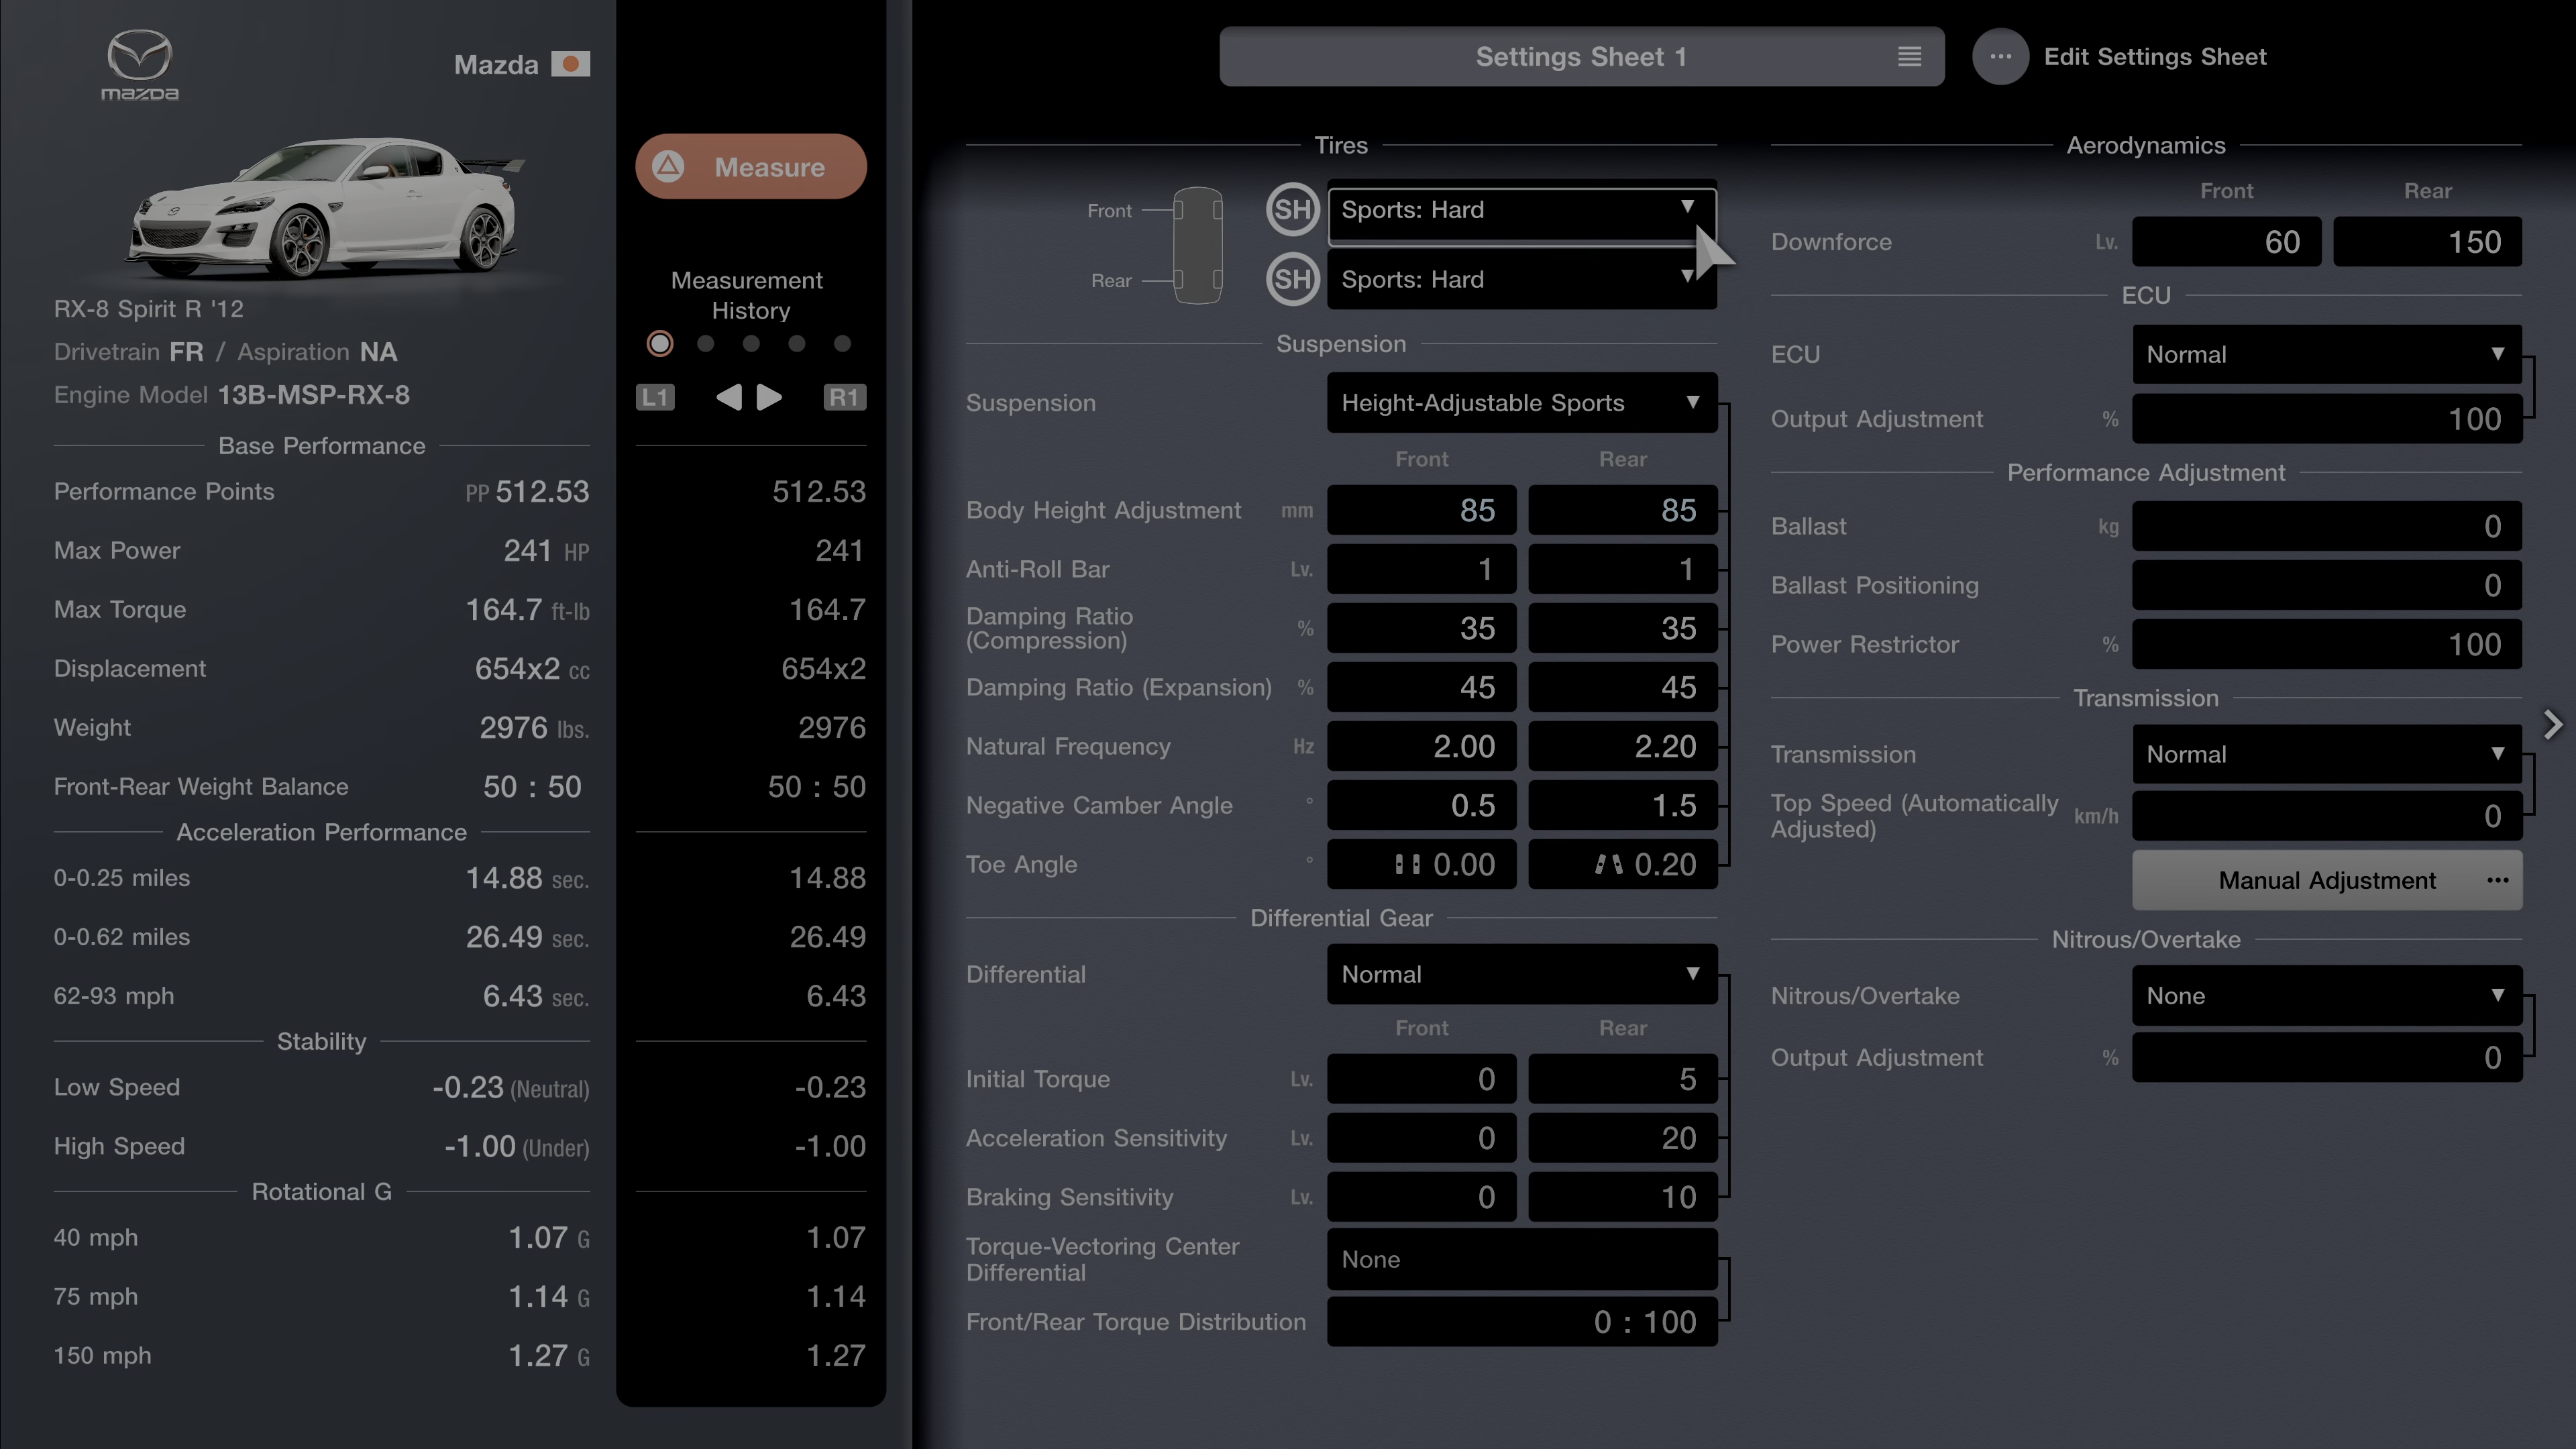 mazda
Mazda
RX-8 Spirit R '12
Drivetrain FR / Aspiration NA
Engine Model 13B-MSP-RX-8
Base Performance
Performance Points PP 512.53
Max Power 241 HP
Max Torque 164.7 ft-lb
Displacement 654x2 cc
Weight 2976 lbs.
Front-Rear Weight Balance 50 : 50
Acceleration Performance
0-0.25 miles 14.88 sec.
0-0.62 miles 26.49 sec.
62-93 mph 6.43 sec.
Stability
Low Speed -0.23 (Neutral)
High Speed -1.00 (Under)
Rotational G
40 mph 1.07 G
75 mph 1.14 G
150 mph 1.27 G
Measure
Measurement
History
L1 R1
512.53
241
164.7
654x2
2976
50 : 50
14.88
26.49
6.43
-0.23
-1.00
1.07
1.14
1.27
Settings Sheet 1
Edit Settings Sheet
Tires
Front SH Sports: Hard
Rear SH Sports: Hard
Suspension
Suspension Height-Adjustable Sports
Front Rear
Body Height Adjustment mm 85 85
Anti-Roll Bar Lv. 1 1
Damping Ratio
(Compression) % 35 35
Damping Ratio (Expansion) % 45 45
Natural Frequency Hz 2.00 2.20
Negative Camber Angle ° 0.5 1.5
Toe Angle ° 0.00 0.20
Differential Gear
Differential Normal
Front Rear
Initial Torque Lv. 0 5
Acceleration Sensitivity Lv. 0 20
Braking Sensitivity Lv. 0 10
Torque-Vectoring Center
Differential None
Front/Rear Torque Distribution 0 : 100
Aerodynamics
Front Rear
Downforce Lv. 60 150
ECU
ECU Normal
Output Adjustment % 100
Performance Adjustment
Ballast kg 0
Ballast Positioning 0
Power Restrictor % 100
Transmission
Transmission Normal
Top Speed (Automatically
Adjusted) km/h 0
Manual Adjustment
Nitrous/Overtake
Nitrous/Overtake None
Output Adjustment % 0